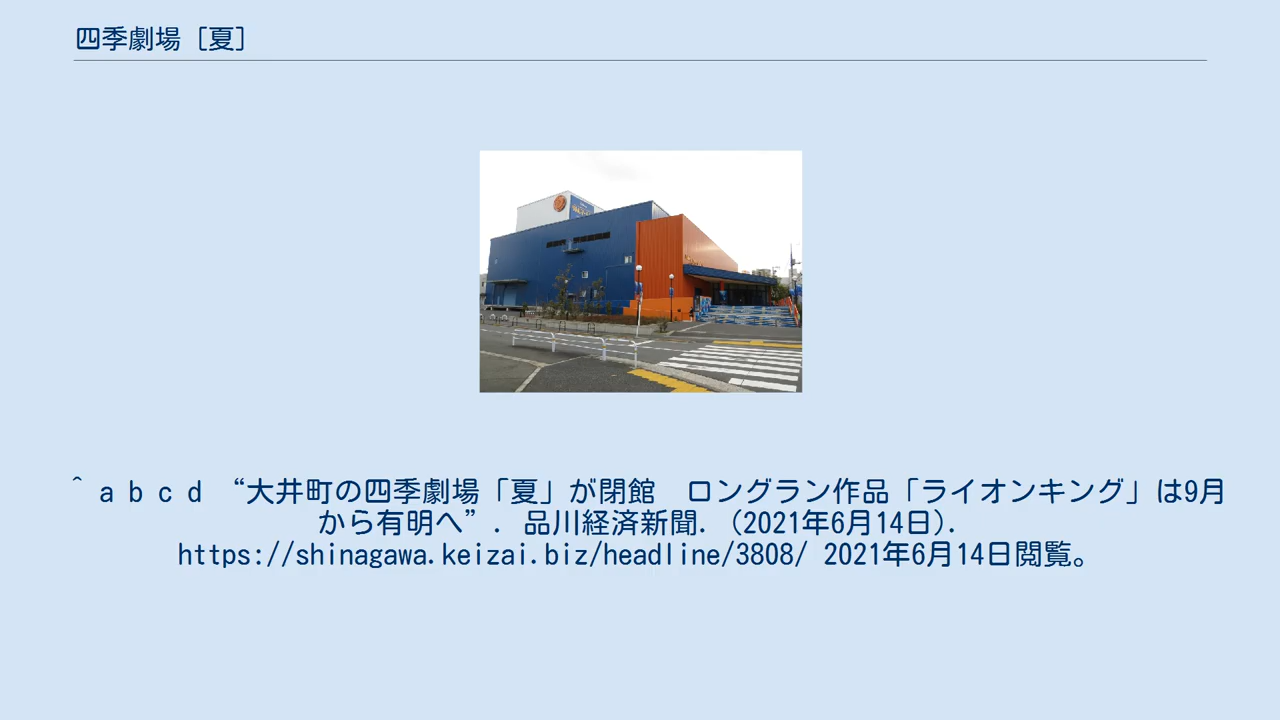 四季劇場 [夏]
^ a b c d “大井町の四季劇場「夏」が閉館　ロングラン作品「ライオンキング」は9月
から有明へ”. 品川経済新聞. (2021年6月14日).
https://shinagawa.keizai.biz/headline/3808/ 2021年6月14日閲覧。